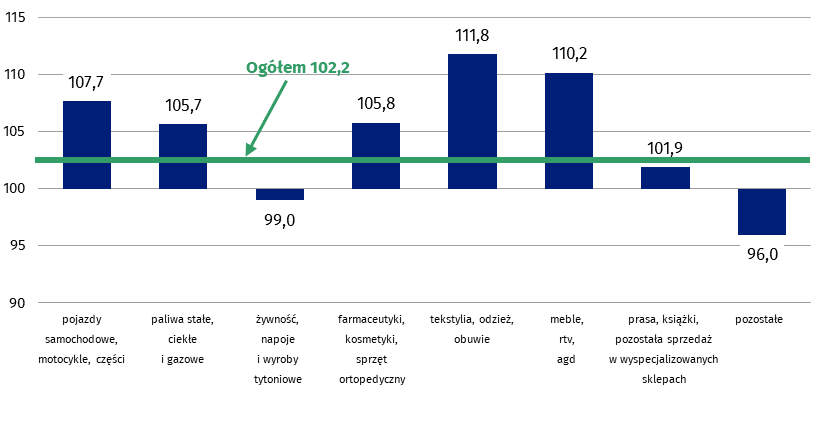 115
110
105
100
95
90
Ogółem 102,2
107,7
105,7
99,0
105,8
111,8
110,2
101,9
96,0
pojazdy
samochodowe,
motocykle, części
paliwa stałe,
ciekłe
i gazowe
żywność,
napoje
i wyroby
tytoniowe
farmaceutyki,
kosmetyki,
sprzęt
ortopedyczny
tekstylia, odzież,
obuwie
meble,
rtv,
agd
prasa, książki,
pozostała sprzedaż
w wyspecjalizowanych
sklepach
pozostałe